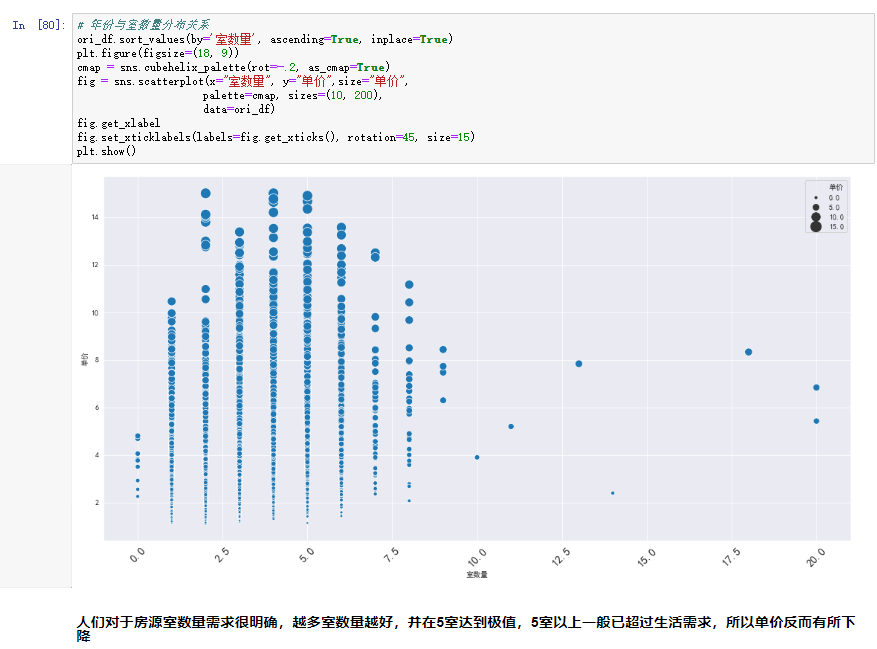 In [80]:
# 年份与室数量分布关系
ori_df.sort_values(by='室数量', ascending=True, inplace=True)
plt.figure(figsize=(18, 9))
cmap = sns.cubehelix_palette(rot=-.2, as_cmap=True)
fig = sns.scatterplot(x="室数量", y="单价",size="单价",
palette=cmap, sizes=(10, 200),
data=ori_df)
fig.get_xlabel
fig.set_xticklabels(labels=fig.get_xticks(), rotation=45, size=15)
plt.show()
单价
0.0
5.0
10.0
15.0
14
12
10
8
6
4
2
单价
0.0 2.5 5.0 7.5 10.0 12.5 15.0 17.5 20.0
室数量
人们对于房源室数量需求很明确，越多室数量越好，并在5室达到极值，5室以上一般已超过生活需求，所以单价反而有所下
降